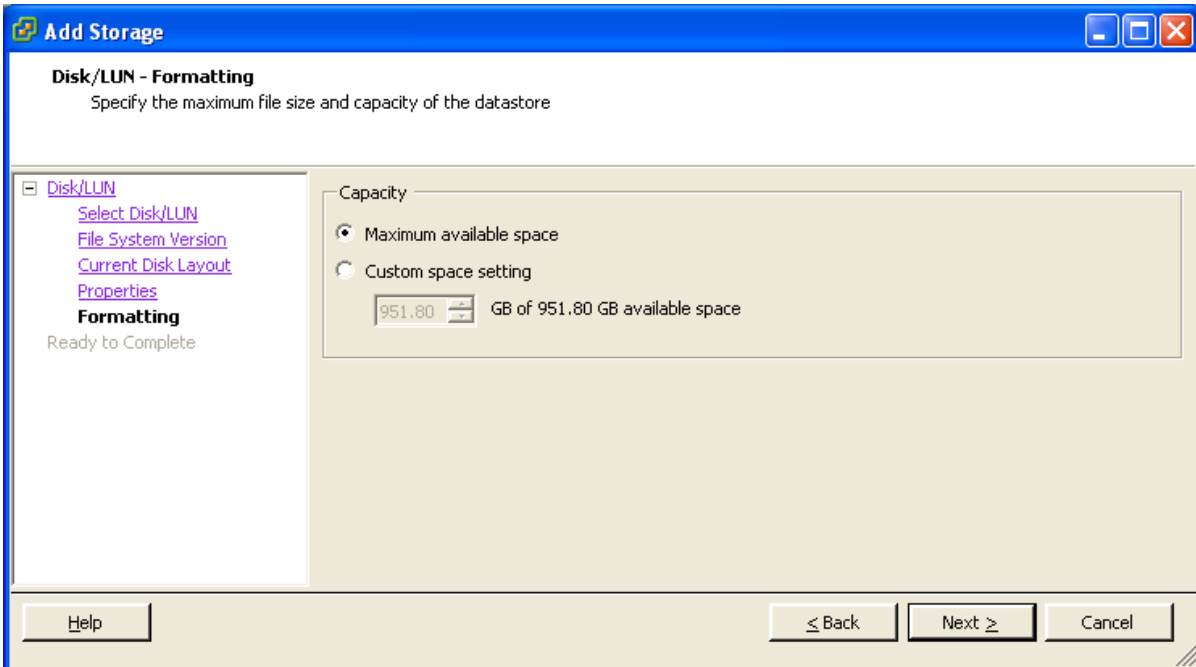 Add Storage
Disk/LUN - Formatting
Specify the maximum file size and capacity of the datastore
Disk/LUN
Select Disk/LUN
File System Version
Current Disk Layout
Properties
Formatting
Ready to Complete
Capacity
Maximum available space
Custom space setting
951.80 GB of 951.80 GB available space
Help
< Back
Next >
Cancel